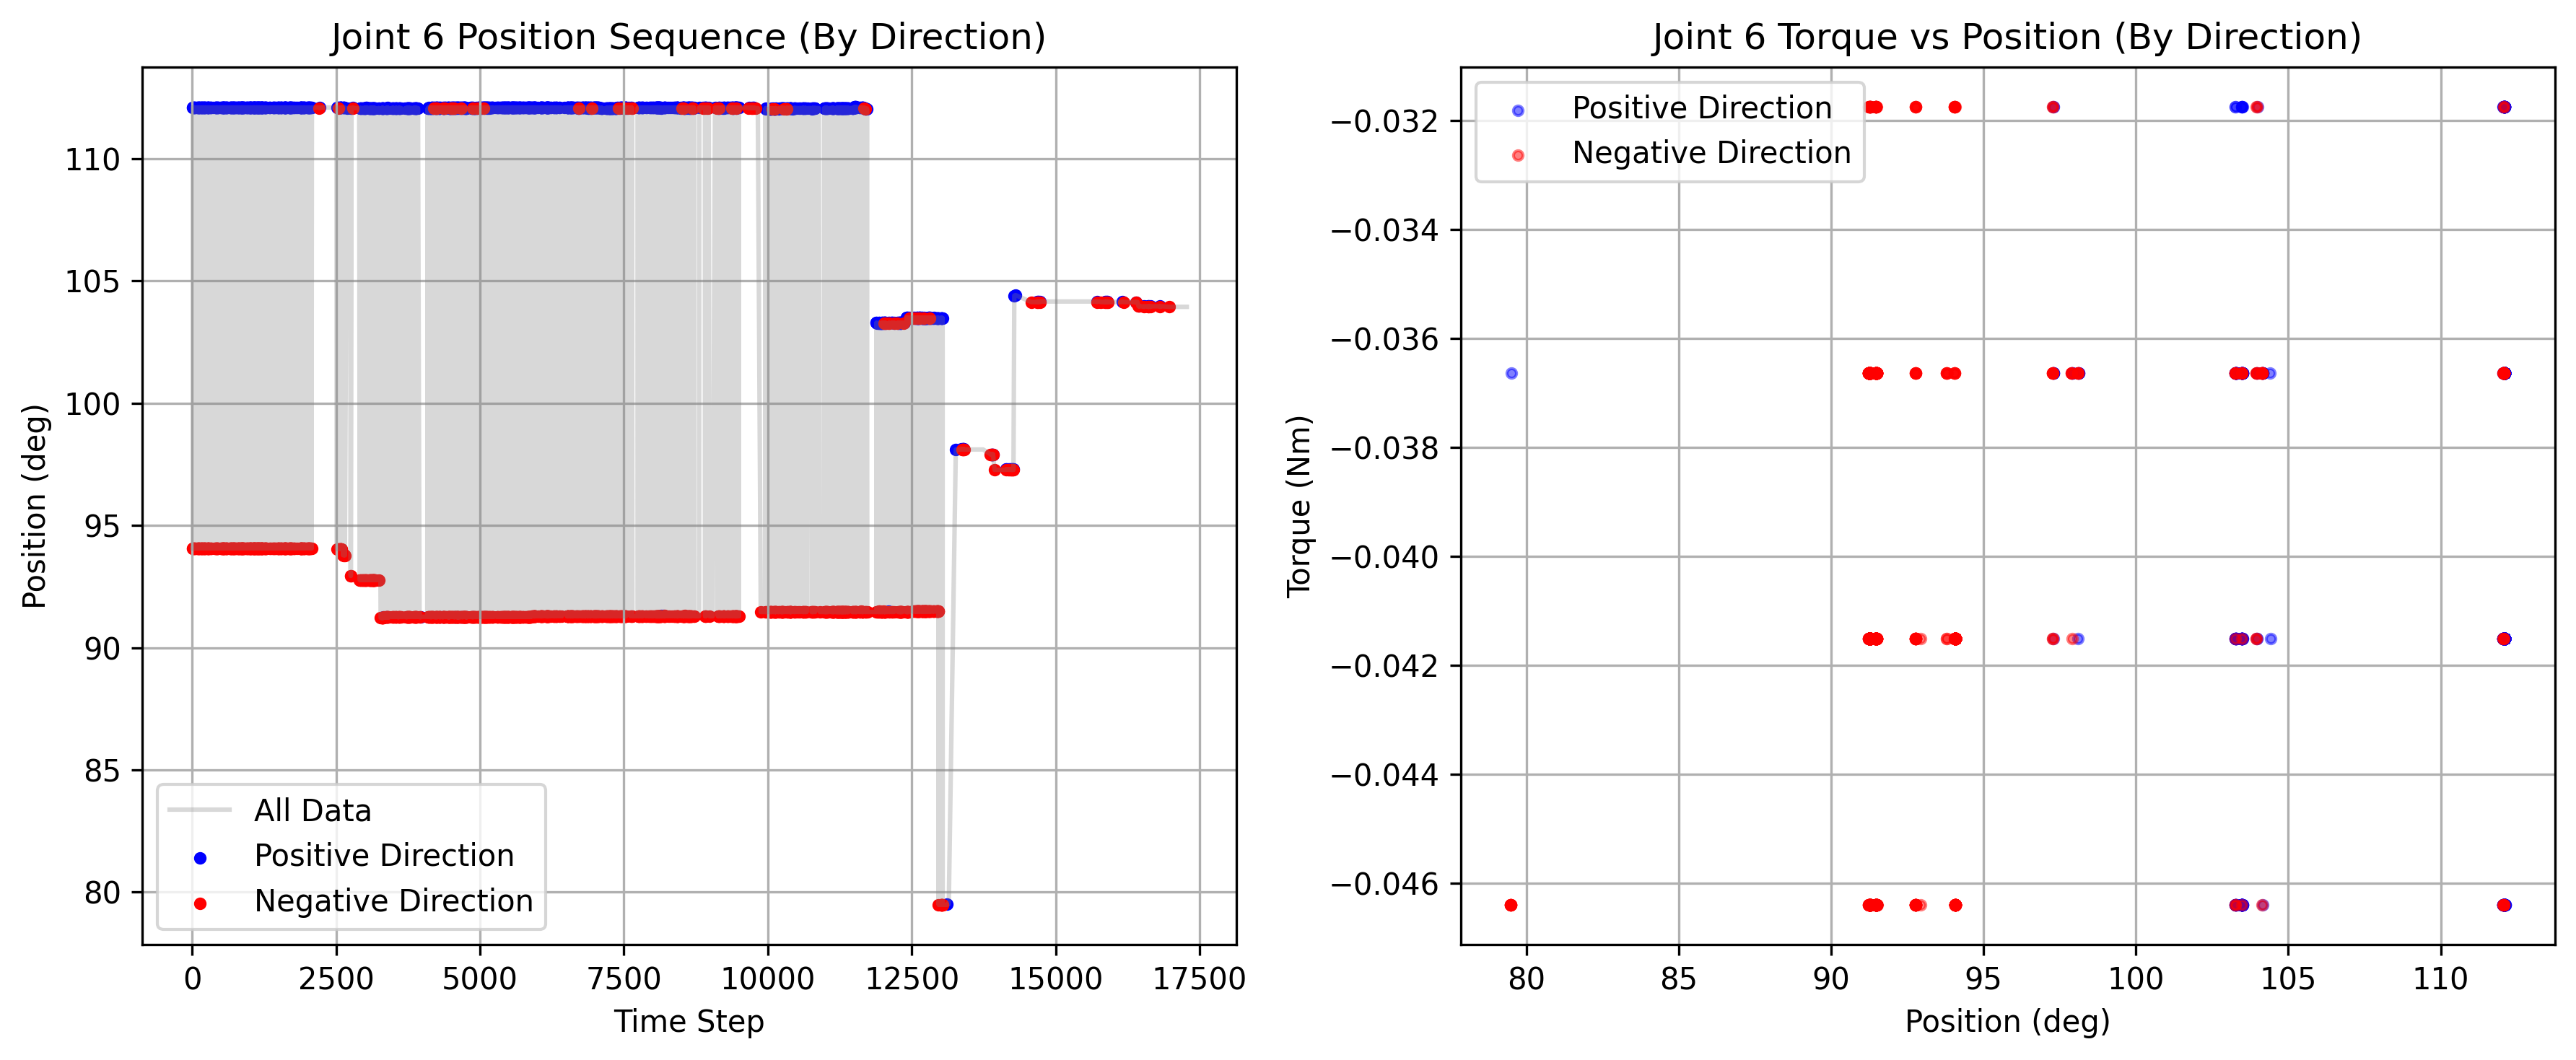 Joint 6 Position Sequence (By Direction)
Position (deg)
110
105
100
95
90
85
80
All Data
Positive Direction
Negative Direction
0
2500
5000
7500
10000
12500
15000
17500
Time Step
Joint 6 Torque vs Position (By Direction)
Torque (Nm)
Positive Direction
Negative Direction
−0.032
−0.034
−0.036
−0.038
−0.040
−0.042
−0.044
−0.046
80
85
90
95
100
105
110
Position (deg)